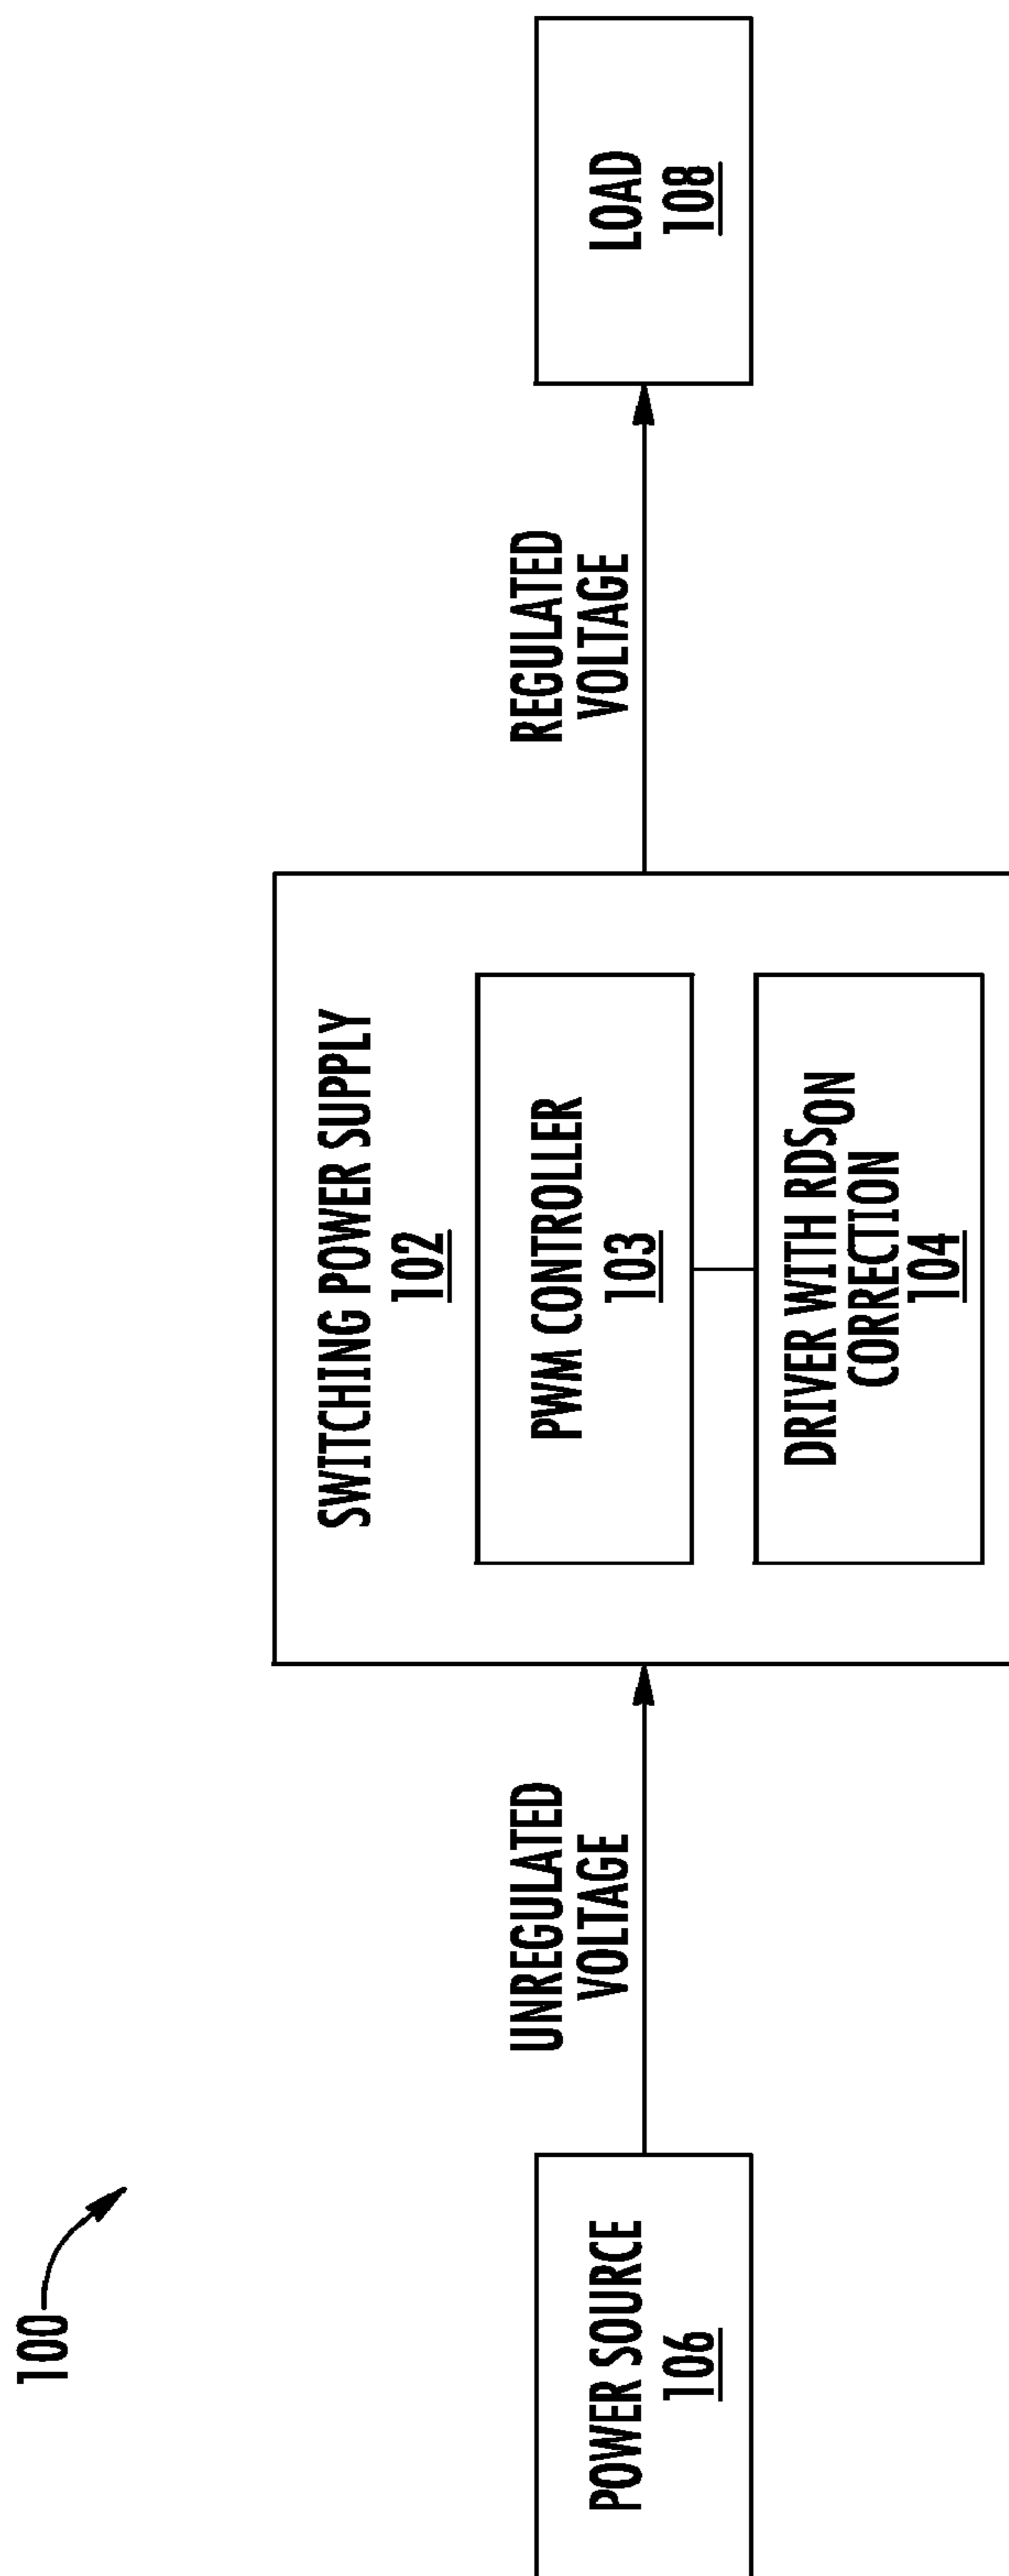 100
POWER SOURCE
106
UNREGULATED
VOLTAGE
SWITCHING POWER SUPPLY
102
PWM CONTROLLER
103
DRIVER WITH RDSON
CORRECTION
104
REGULATED
VOLTAGE
LOAD
108